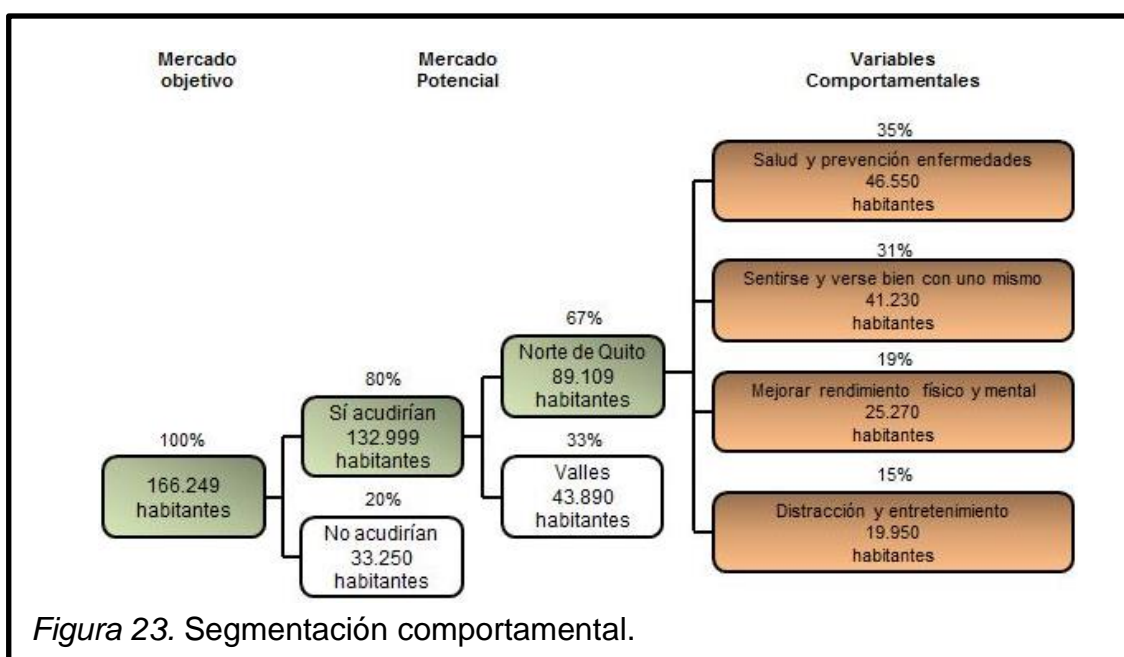 Mercado
objetivo
Mercado
Potencial
Variables
Comportamentales
100%
166.249
habitantes
80%
Sí acudirían
132.999
habitantes
20%
No acudirían
33.250
habitantes
67%
Norte de Quito
89.109
habitantes
33%
Valles
43.890
habitantes
35%
Salud y prevención enfermedades
46.550
habitantes
31%
Sentirse y verse bien con uno mismo
41.230
habitantes
19%
Mejorar rendimiento físico y mental
25.270
habitantes
15%
Distracción y entretenimiento
19.950
habitantes
Figura 23. Segmentación comportamental.